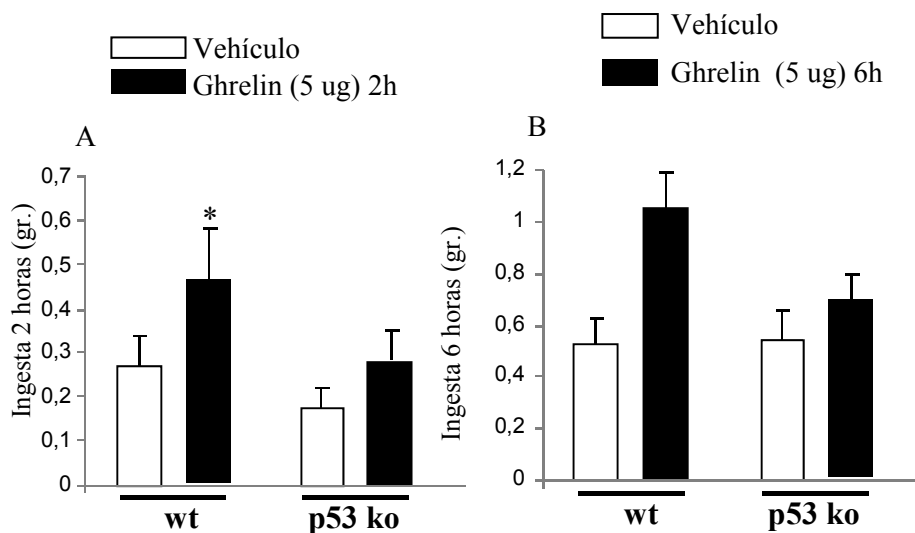 Vehículo
Ghrelin (5 ug) 2h
A
Ingesta 2 horas (gr.)
0,7
0,6
0,5
0,4
0,3
0,2
0,1
0
*
wt
p53 ko
Vehículo
Ghrelin (5 ug) 6h
B
Ingesta 6 horas (gr.)
1,2
1
0,8
0,6
0,4
0,2
0
wt
p53 ko